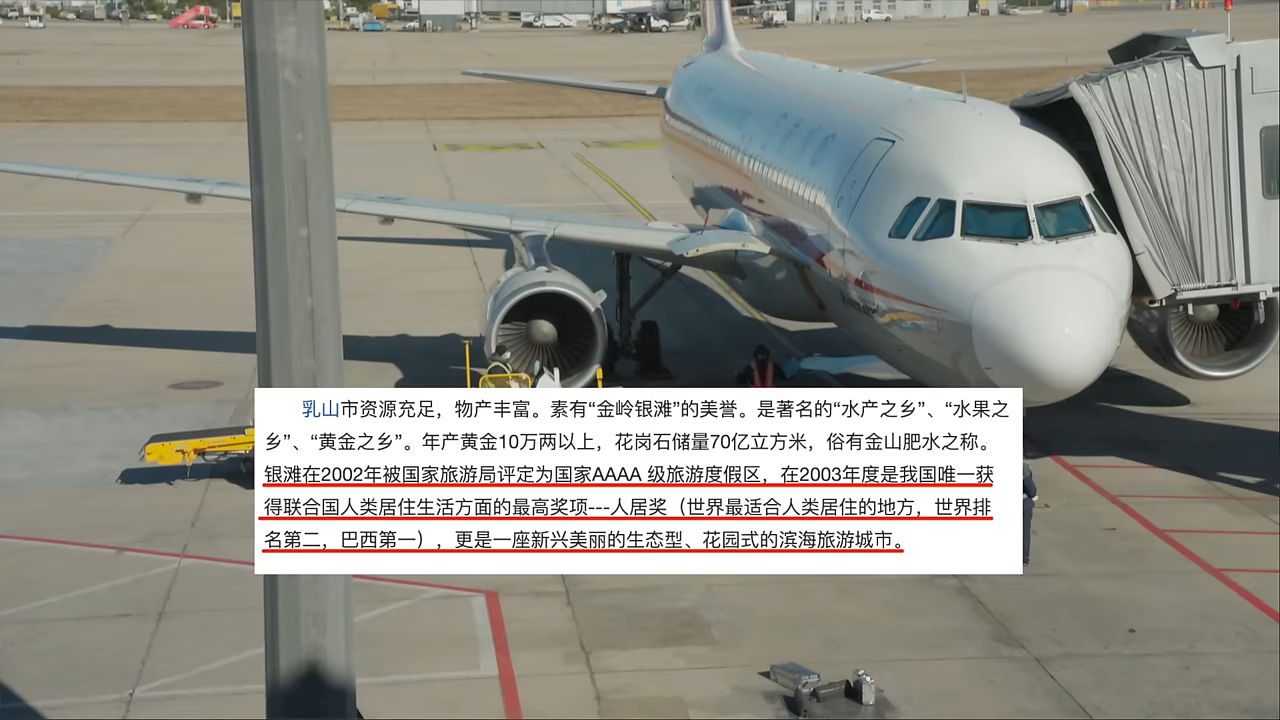 乳山市资源充足，物产丰富。素有“金岭银滩”的美誉。是著名的“水产之乡”、“水果之
乡”、“黄金之乡”。年产黄金10万两以上，花岗石储量70亿立方米，俗有金山肥水之称。
银滩在2002年被国家旅游局评定为国家AAAA 级旅游度假区，在2003年度是我国唯一获
得联合国人类居住生活方面的最高奖项---人居奖（世界最适合人类居住的地方，世界排
名第二，巴西第一），更是一座新兴美丽的生态型、花园式的滨海旅游城市。